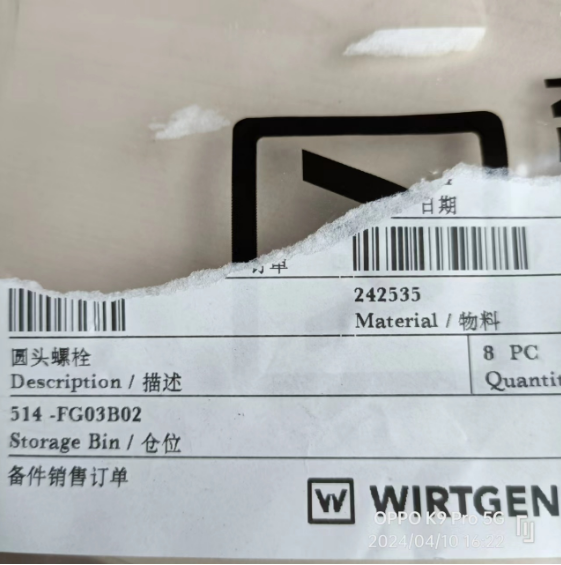 日期
订单
242535
Material / 物料
圆头螺栓
8 PC
Description / 描述
Quantit
514 -FG03B02
Storage Bin / 仓位
备件销售订单
W WIRTGEN
OPPO K9 Pro 5G
2024/04/10 14:22